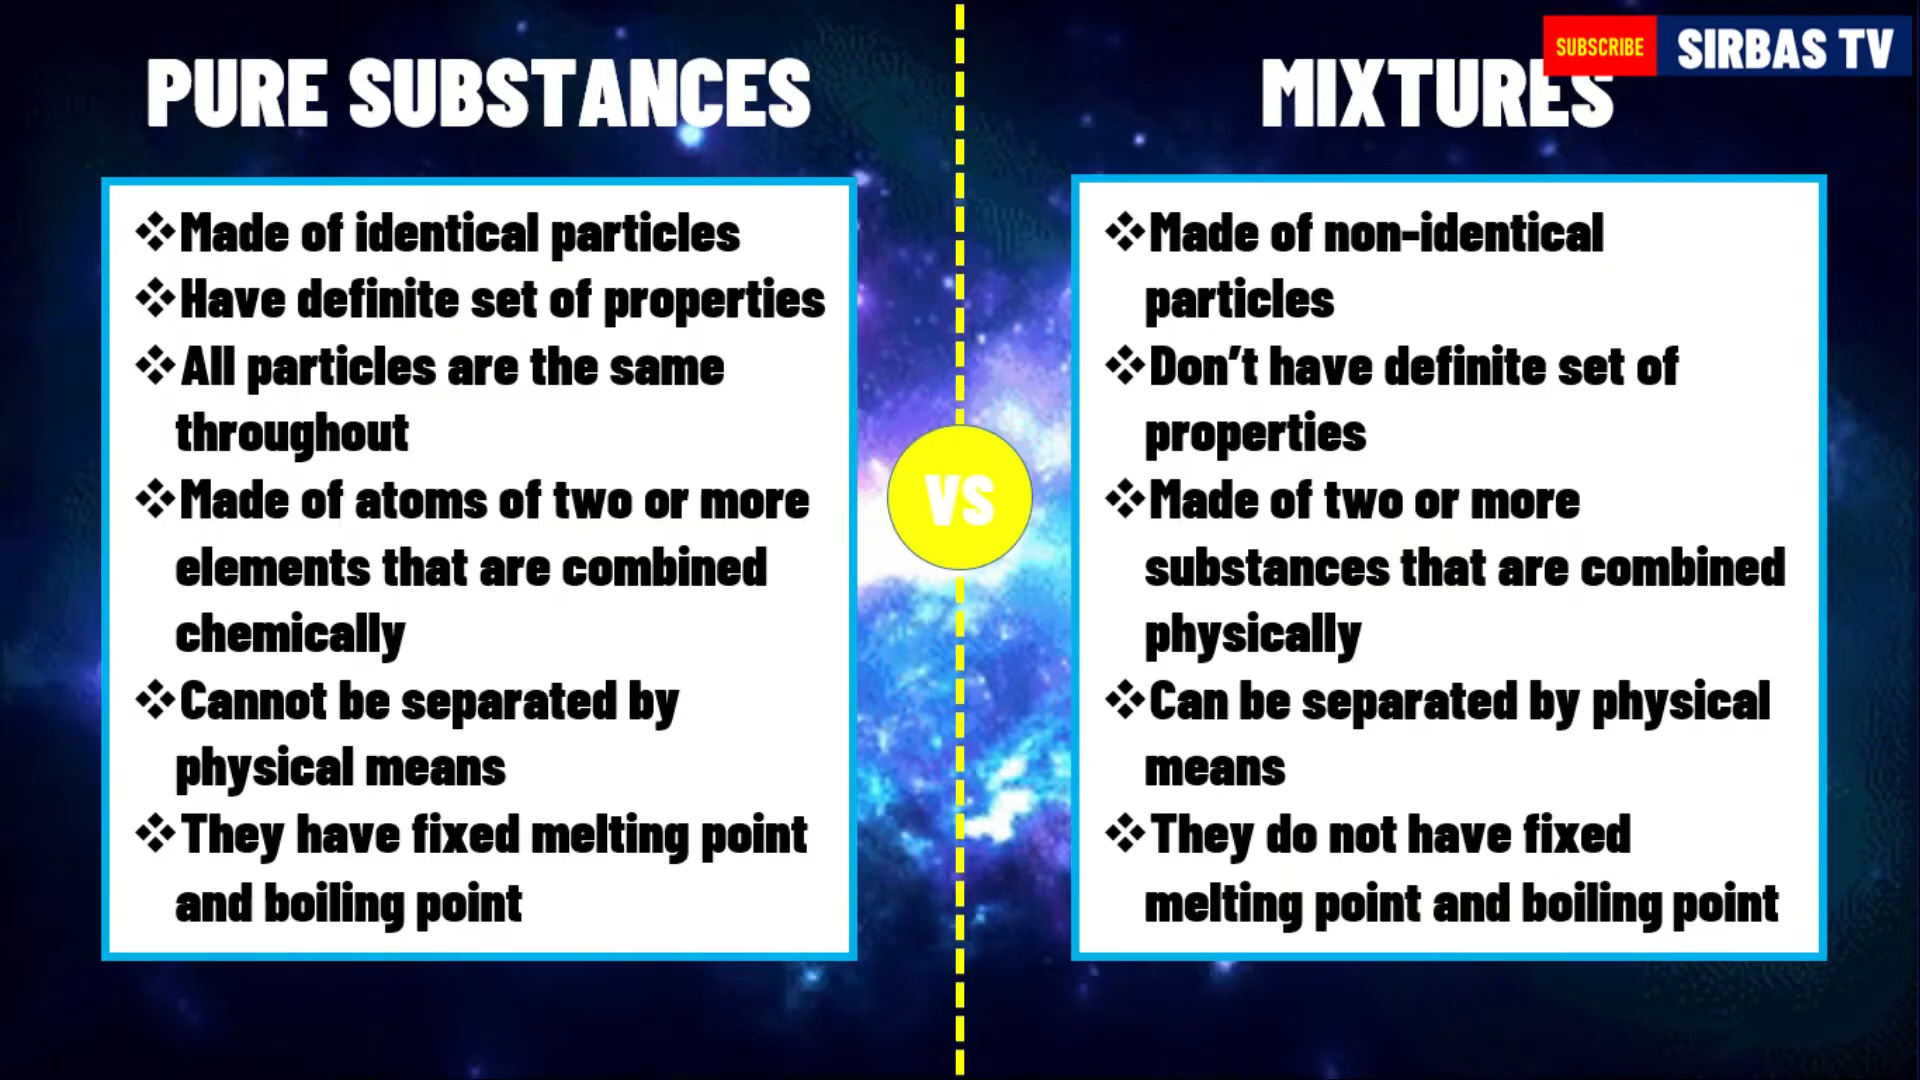 SUBSCRIBE SIRBAS TV
PURE SUBSTANCES
❖Made of identical particles
❖Have definite set of properties
❖All particles are the same
throughout
❖Made of atoms of two or more
elements that are combined
chemically
❖Cannot be separated by
physical means
❖They have fixed melting point
and boiling point
VS
MIXTURES
❖Made of non-identical
particles
❖Don’t have definite set of
properties
❖Made of two or more
substances that are combined
physically
❖Can be separated by physical
means
❖They do not have fixed
melting point and boiling point